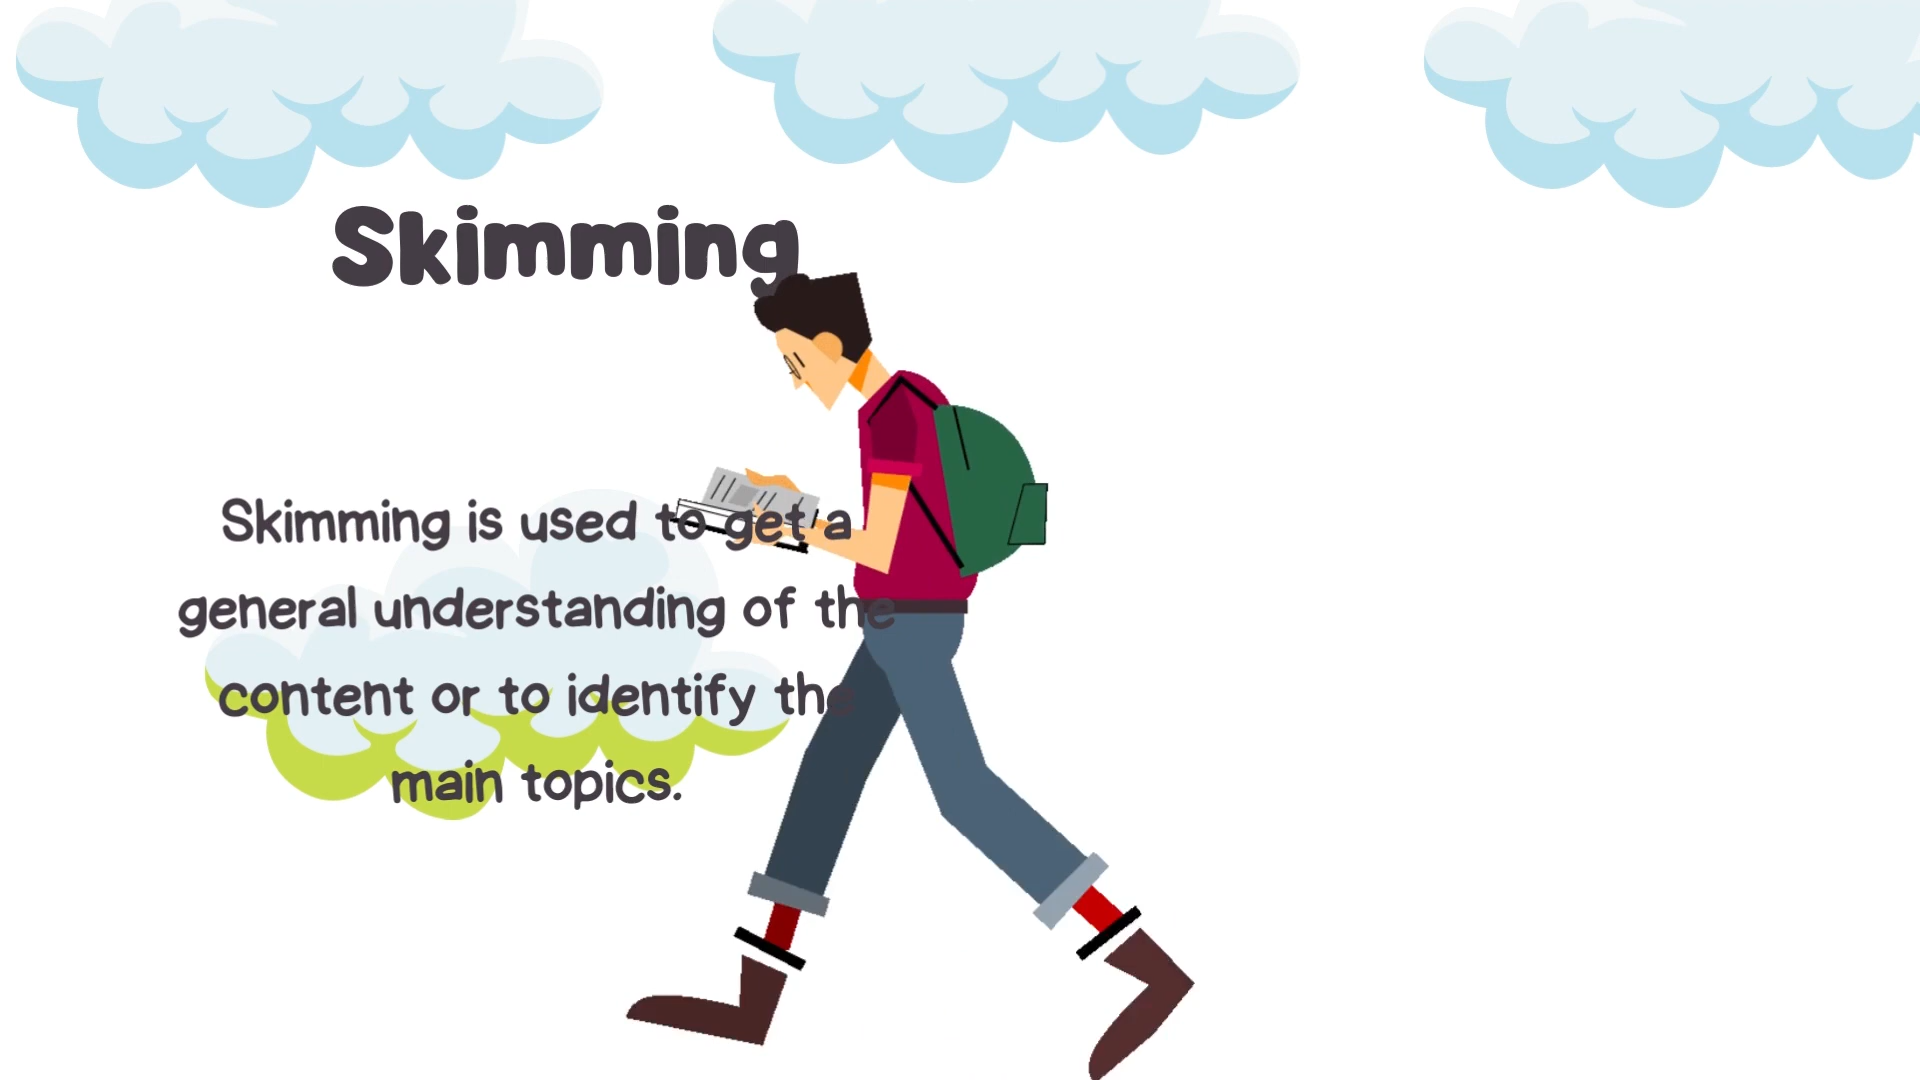 Skimming
Skimming is used to get a
general understanding of the
content or to identify the
main topics.